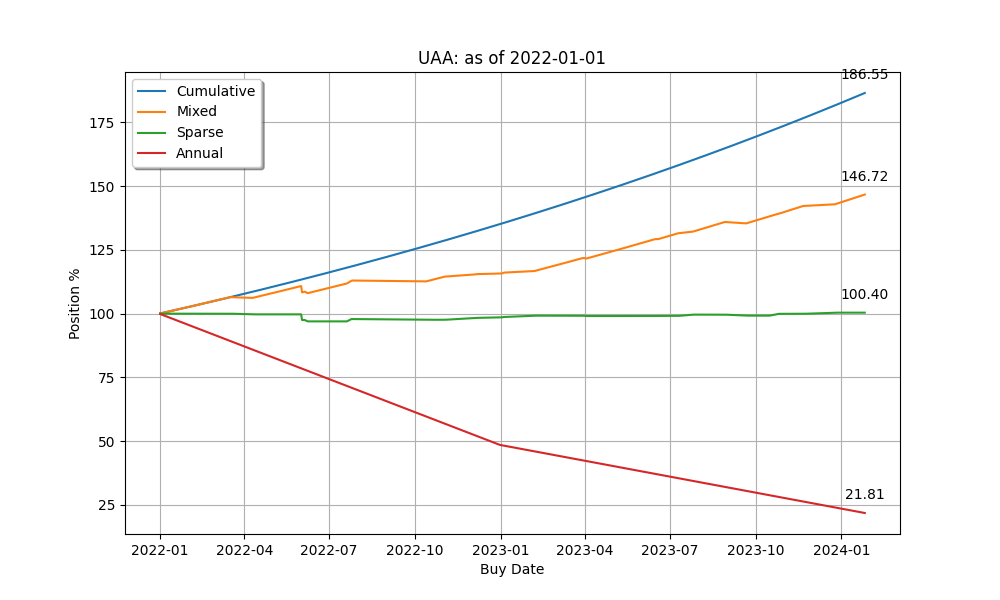 UAA: as of 2022-01-01
Cumulative
Mixed
Sparse
Annual
186.55
146.72
100.40
21.81
175
150
125
100
75
50
25
Position %
2022-01 2022-04 2022-07 2022-10 2023-01 2023-04 2023-07 2023-10 2024-01
Buy Date